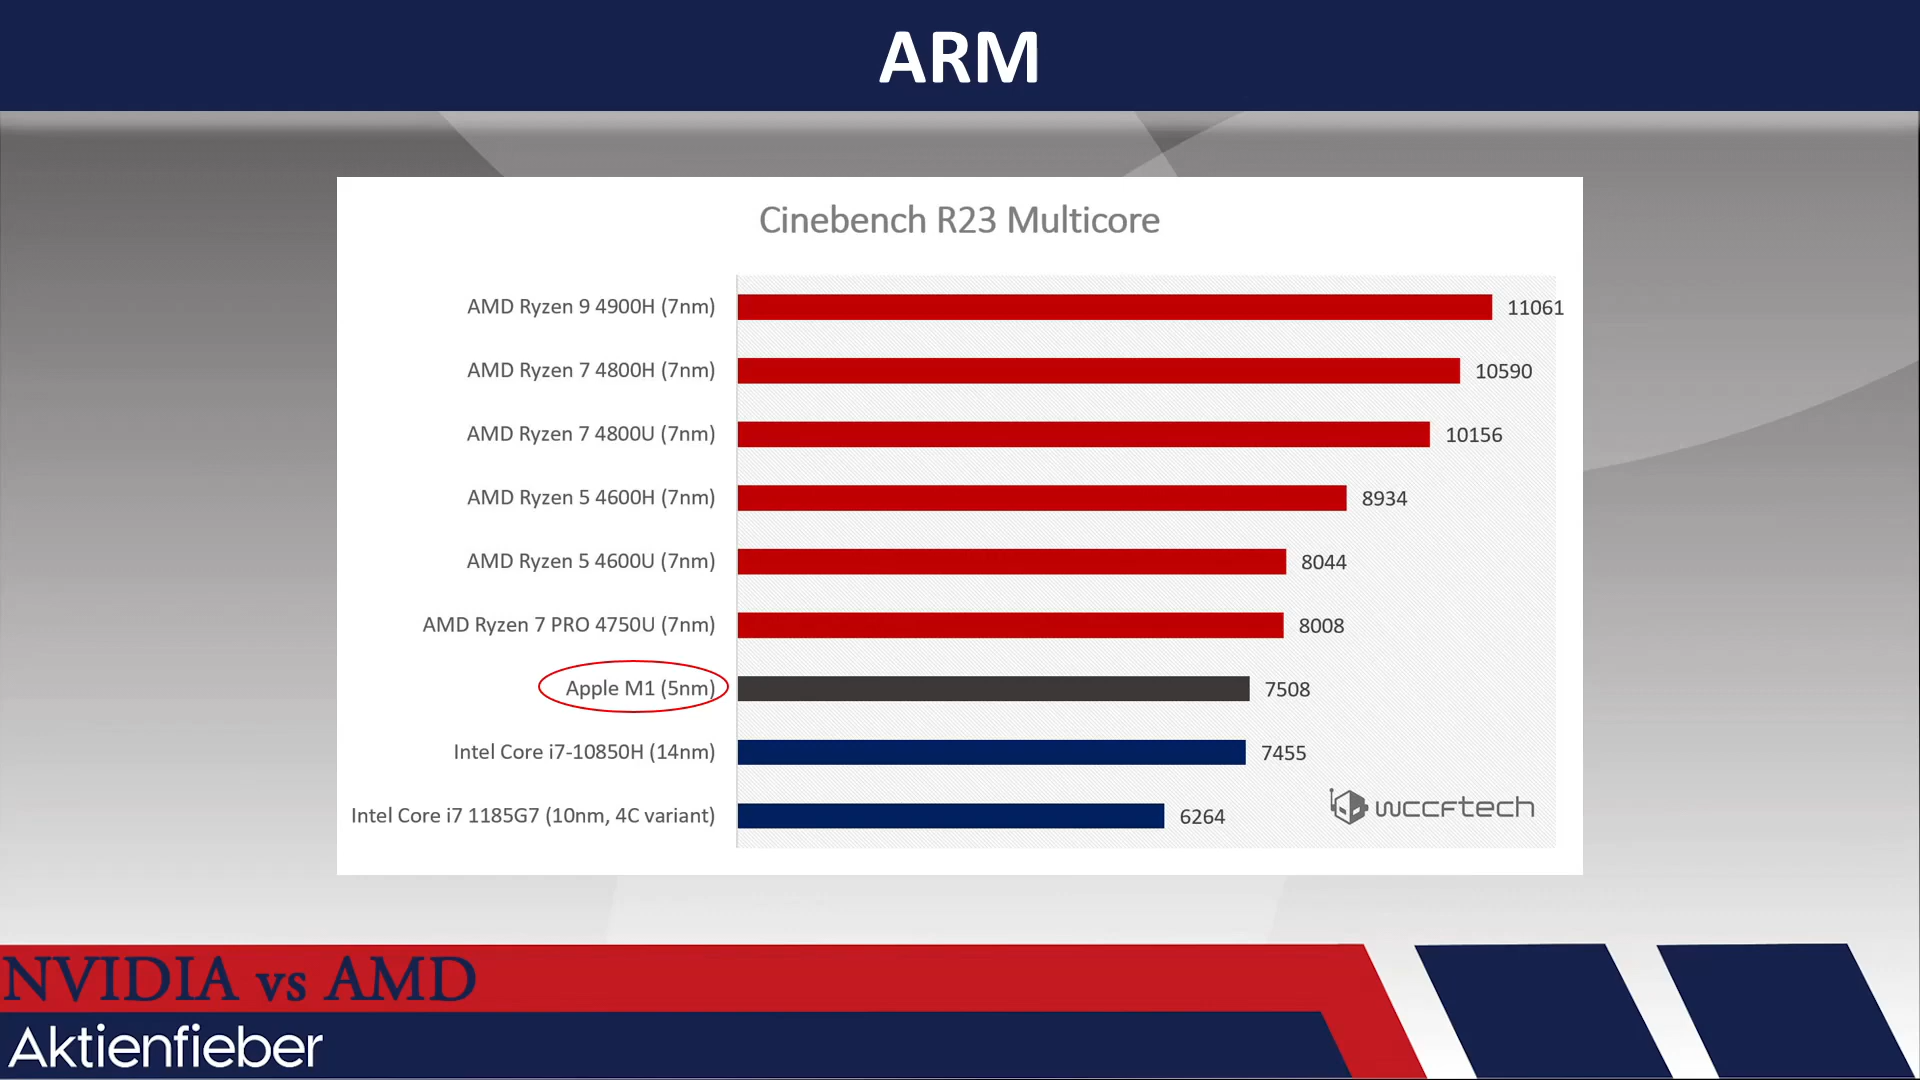 ARM
Cinebench R23 Multicore
AMD Ryzen 9 4900H (7nm) 11061
AMD Ryzen 7 4800H (7nm) 10590
AMD Ryzen 7 4800U (7nm) 10156
AMD Ryzen 5 4600H (7nm) 8934
AMD Ryzen 5 4600U (7nm) 8044
AMD Ryzen 7 PRO 4750U (7nm) 8008
Apple M1 (5nm) 7508
Intel Core i7-10850H (14nm) 7455
Intel Core i7 1185G7 (10nm, 4C variant) 6264
wccftech
NVIDIA vs AMD
Aktienfieber